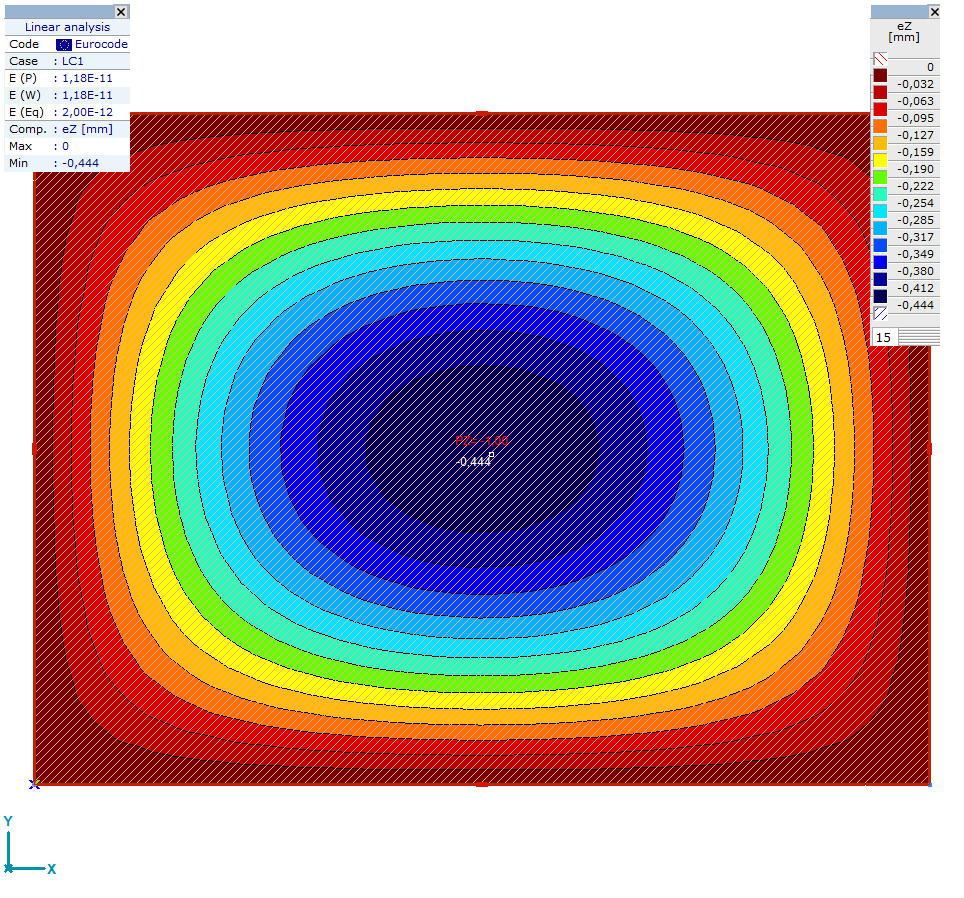 Linear analysis
Code Eurocode
Case : LC1
E (P) : 1,18E-11
E (W) : 1,18E-11
E (Eq) : 2,00E-12
Comp. : eZ [mm]
Max : 0
Min : -0,444
eZ
[mm]
0
-0,032
-0,063
-0,095
-0,127
-0,159
-0,190
-0,222
-0,254
-0,285
-0,317
-0,349
-0,380
-0,412
-0,444
15
-0.444
Y
X